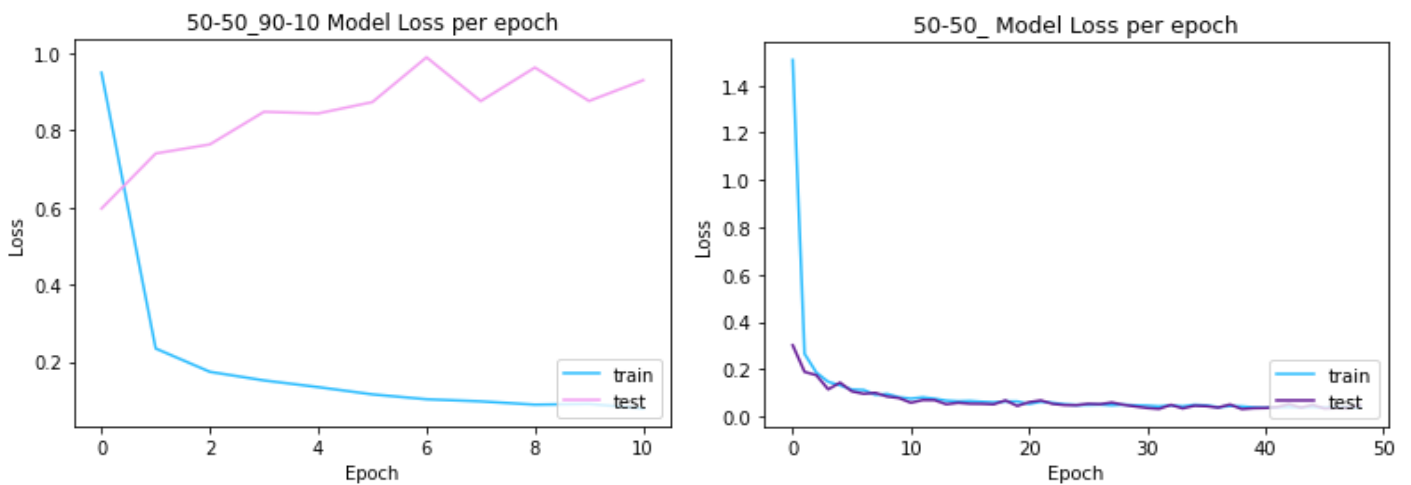 50-50_90-10 Model Loss per epoch
1.0
0.8
0.6
0.4
0.2
Loss
0 2 4 6 8 10
Epoch
train
test
50-50_ Model Loss per epoch
1.4
1.2
1.0
0.8
0.6
0.4
0.2
0.0
Loss
0 10 20 30 40 50
Epoch
train
test